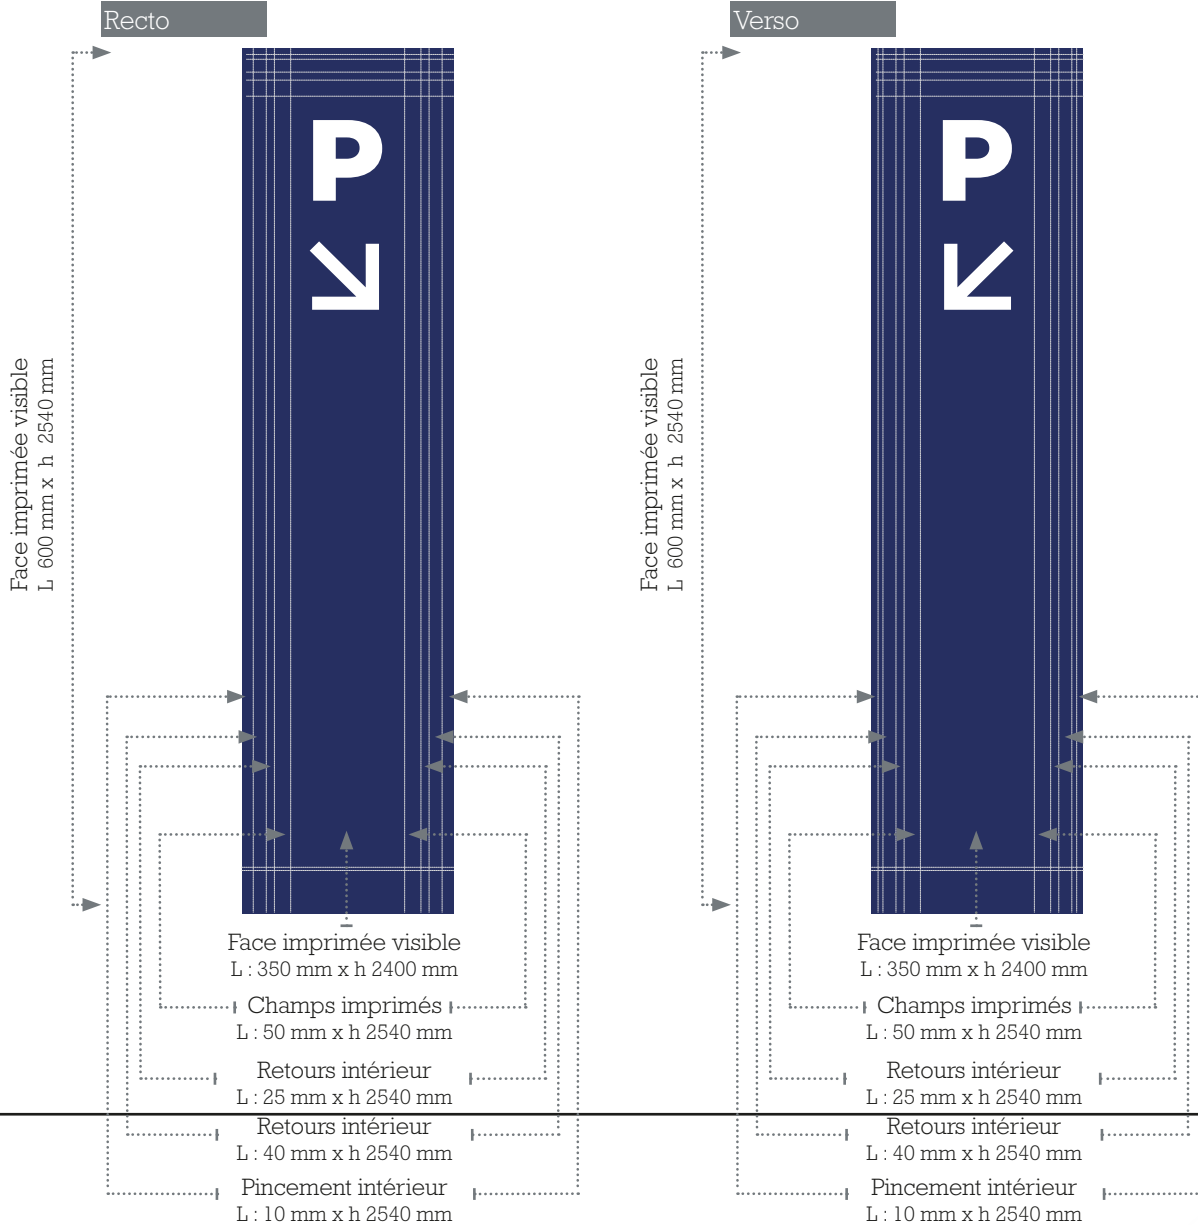 Recto
P
Face imprimée visible
L 600 mm x h 2540 mm
Face imprimée visible
L : 350 mm x h 2400 mm
Champs imprimés
L : 50 mm x h 2540 mm
Retours intérieur
L : 25 mm x h 2540 mm
Retours intérieur
L : 40 mm x h 2540 mm
Pincement intérieur
L : 10 mm x h 2540 mm
Verso
P
Face imprimée visible
L 600 mm x h 2540 mm
Face imprimée visible
L : 350 mm x h 2400 mm
Champs imprimés
L : 50 mm x h 2540 mm
Retours intérieur
L : 25 mm x h 2540 mm
Retours intérieur
L : 40 mm x h 2540 mm
Pincement intérieur
L : 10 mm x h 2540 mm